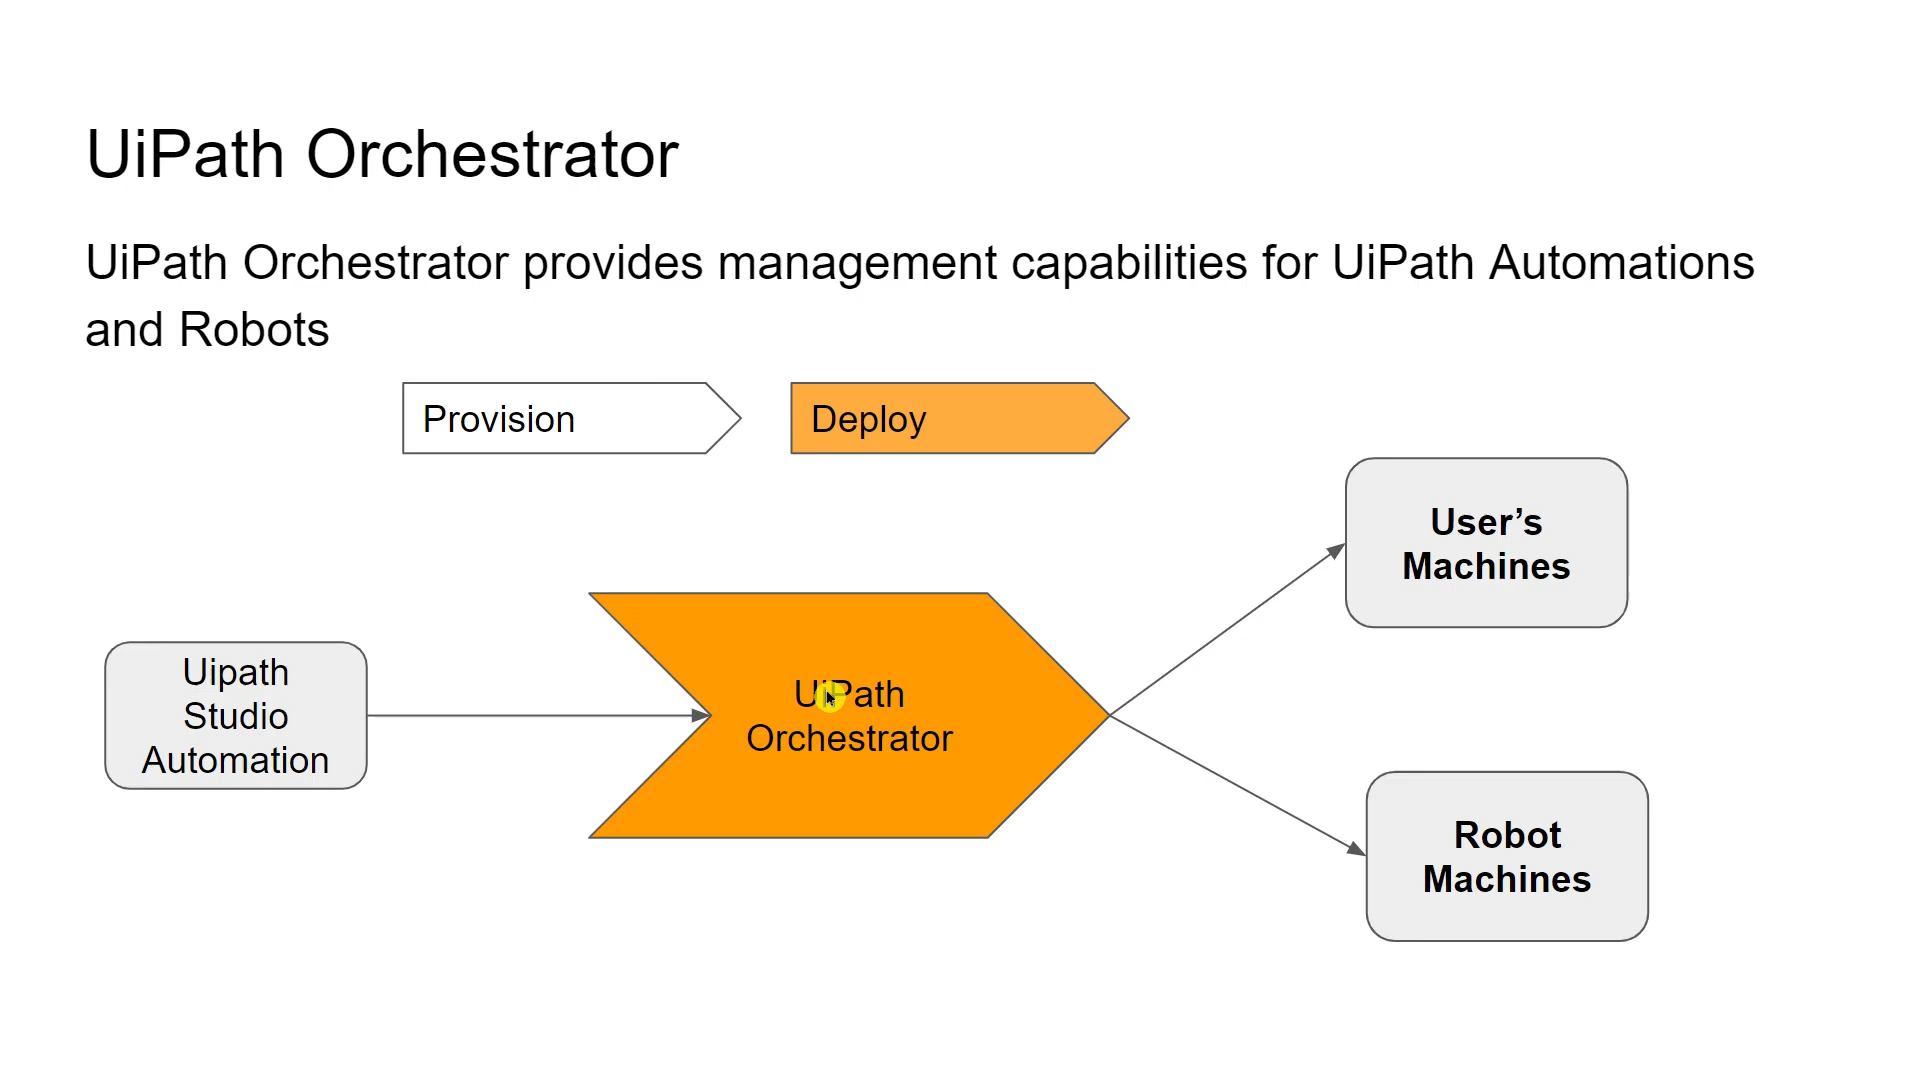 UiPath Orchestrator
UiPath Orchestrator provides management capabilities for UiPath Automations
and Robots
Provision
Deploy
User’s
Machines
Uipath
Studio
Automation
UiPath
Orchestrator
Robot
Machines